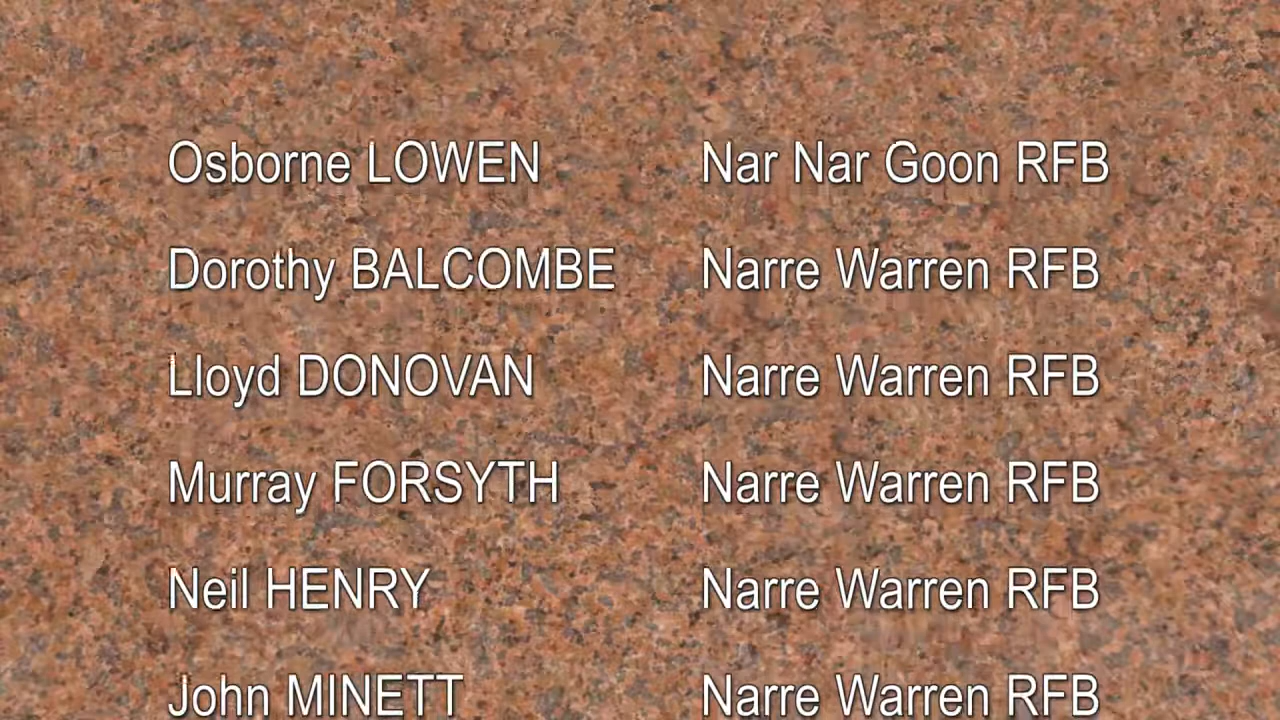 Osborne LOWEN Nar Nar Goon RFB
Dorothy BALCOMBE Narre Warren RFB
Lloyd DONOVAN Narre Warren RFB
Murray FORSYTH Narre Warren RFB
Neil HENRY Narre Warren RFB
John MINETT Narre Warren RFB